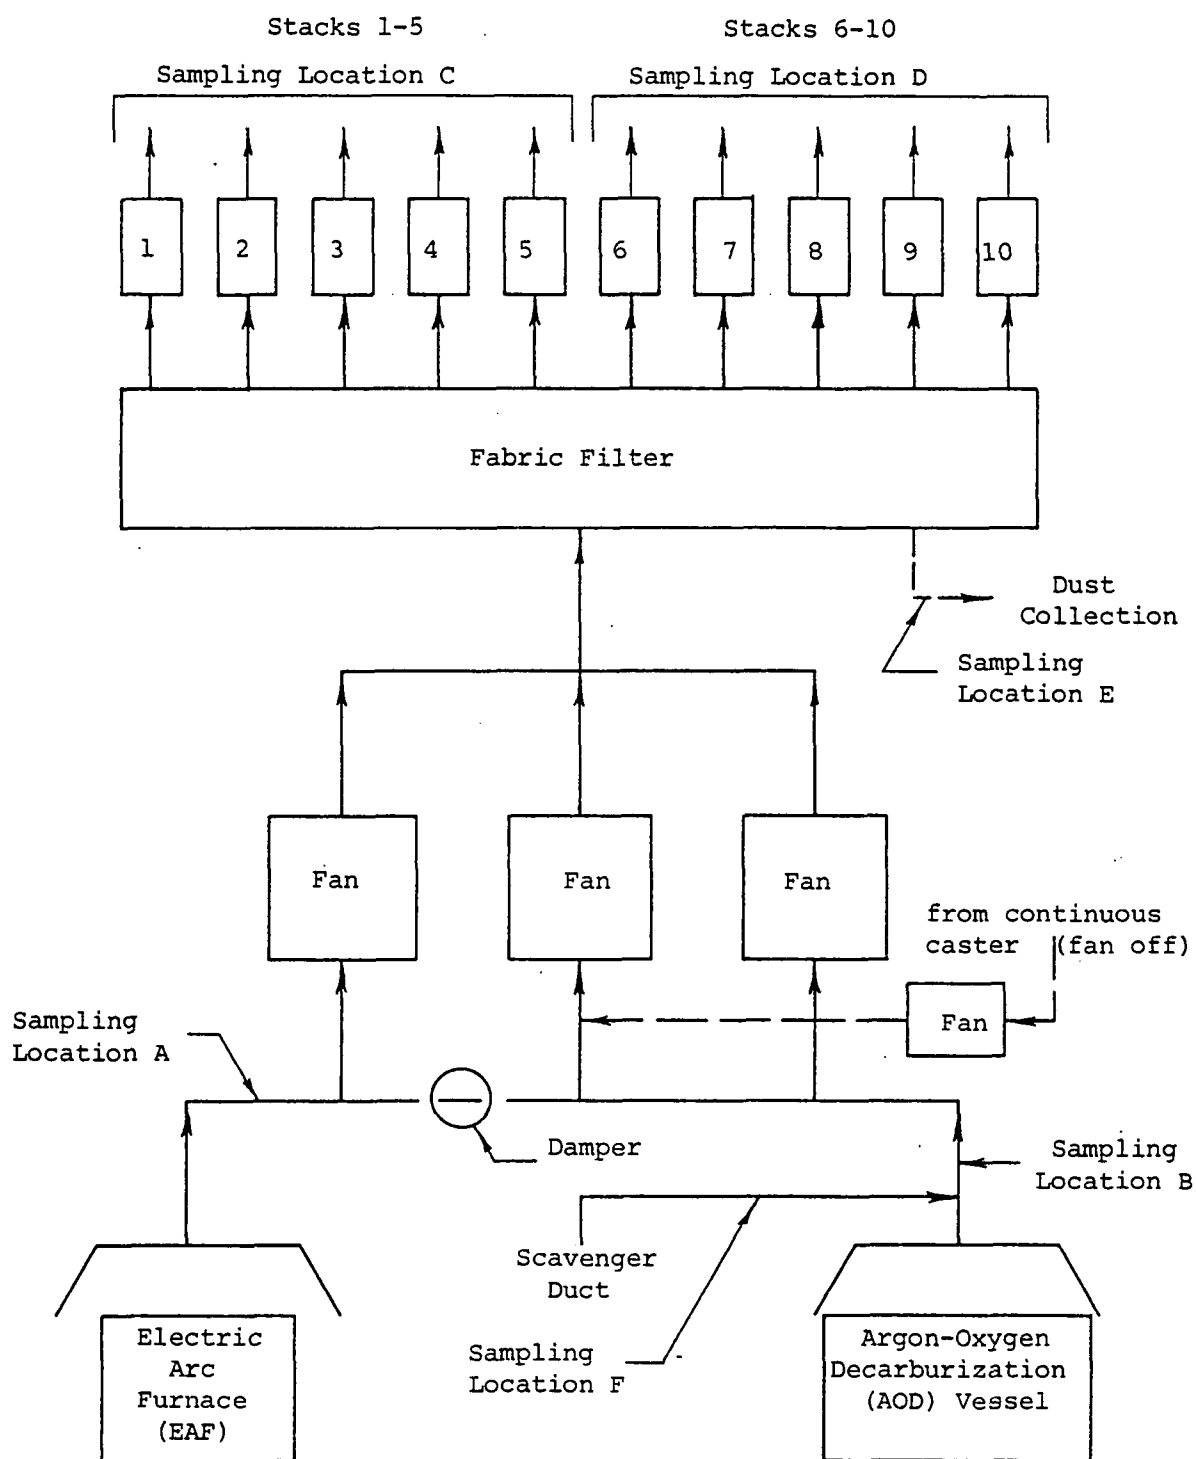 Stacks 1-5
Stacks 6-10
Sampling Location C
Sampling Location D
1
2
3
4
5
6
7
8
9
10
Fabric Filter
Dust
Collection
Sampling
Location E
Fan
Fan
Fan
from continuous
caster (fan off)
Fan
Sampling
Location A
Damper
Sampling
Location B
Scavenger
Duct
Sampling
Location F
Electric
Arc
Furnace
(EAF)
Argon-Oxygen
Decarburization
(AOD) Vessel